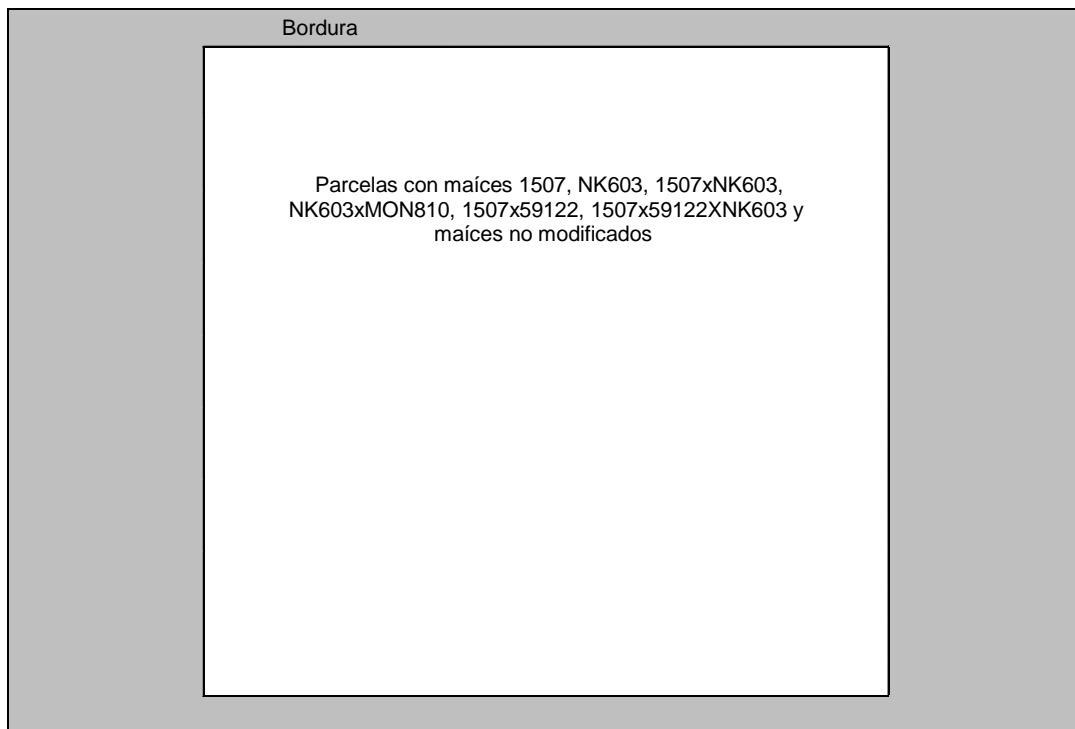 Bordura
Parcelas con maíces 1507, NK603, 1507xNK603,
NK603xMON810, 1507x59122, 1507x59122XNK603 y
maíces no modificados